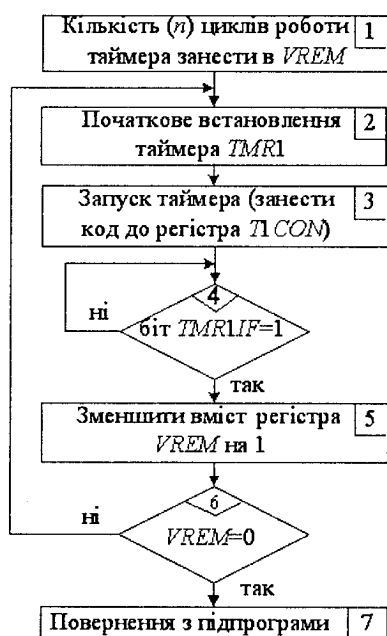 Кількість (n) циклів роботи
таймера занести в VREM
1
Початкове встановлення
таймера TMR1
2
Запуск таймера (занести
код до регістра T1CON)
3
4
біт TMR1IF=1
ні
так
Зменшити вміст регістра
VREM на 1
5
6
VREM=0
ні
так
Повернення з підпрограми
7